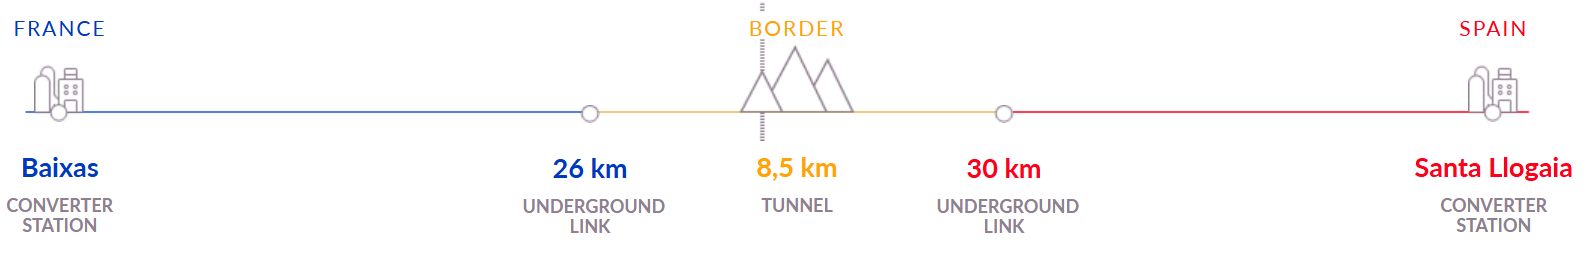 FRANCE
BORDER
SPAIN
Baixas
CONVERTER
STATION
26 km
UNDERGROUND
LINK
8,5 km
TUNNEL
30 km
UNDERGROUND
LINK
Santa Llogaia
CONVERTER
STATION